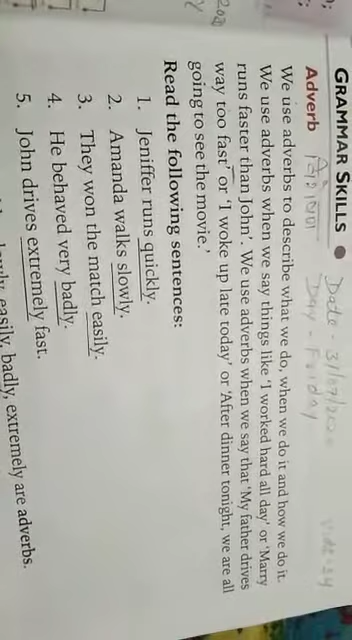 GRAMMAR SKILLS
Date - 31/07/20
Adverb
Day - Friday
We use adverbs to describe what we do, when we do it and how we do it.
We use adverbs when we say things like 'I worked hard all day' or 'Marry
runs faster than John'. We use adverbs when we say that 'My father drives
way too fast' or 'I woke up late today' or 'After dinner tonight, we are all
going to see the movie.'
Read the following sentences:
1. Jeniffer runs quickly.
2. Amanda walks slowly.
3. They won the match easily.
4. He behaved very badly.
5. John drives extremely fast.
easily, badly, extremely are adverbs.